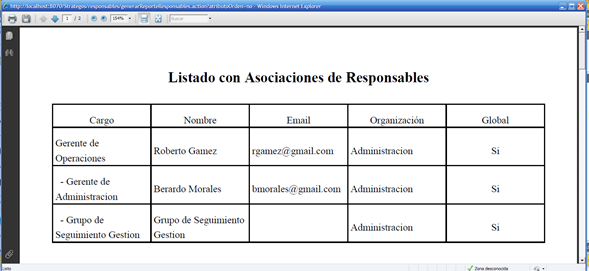 http://localhost:8070/Strategos/responsables/generarReporteResponsables.action?atributoOrden=no - Windows Internet Explorer
1 / 2 154% Buscar
Listado con Asociaciones de Responsables
Cargo Nombre Email Organización Global
Gerente de
Operaciones Roberto Gamez rgamez@gmail.com Administracion Si
- Gerente de
Administracion Berardo Morales bmorales@gmail.com Administracion Si
- Grupo de Grupo de Seguimiento
Seguimiento Gestion Gestion Administracion Si
Listo Zona desconocida